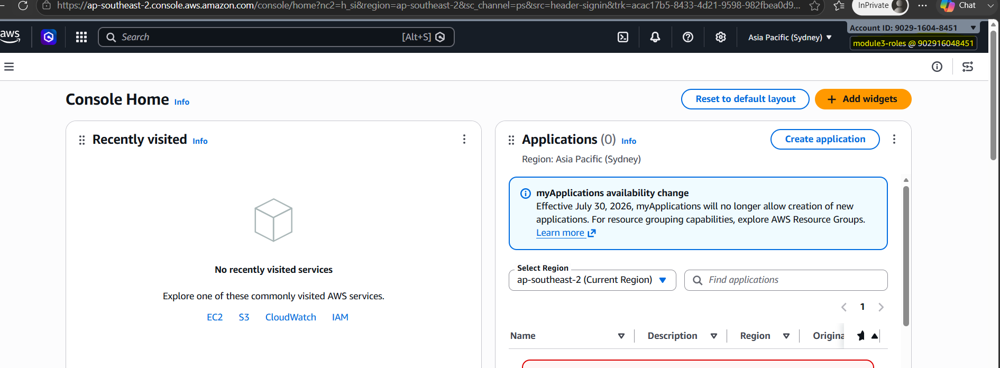 https://ap-southeast-2.console.aws.amazon.com/console/home?nc2=h_si&region=ap-southeast-2&sc_channel=ps&src=header-signin&trk=acac17b5-8433-4d21-9598-982fbea0d9...
InPrivate
Chat
aws
Search
[Alt+S]
Asia Pacific (Sydney)
Account ID: 9029-1604-8451
module3-roles @ 902916048451
Console Home Info
Reset to default layout
+ Add widgets
Recently visited Info
No recently visited services
Explore one of these commonly visited AWS services.
EC2 S3 CloudWatch IAM
Applications (0) Info
Create application
Region: Asia Pacific (Sydney)
myApplications availability change
Effective July 30, 2026, myApplications will no longer allow creation of new
applications. For resource grouping capabilities, explore AWS Resource Groups.
Learn more
Select Region
ap-southeast-2 (Current Region)
Find applications
1
Name Description Region Origina